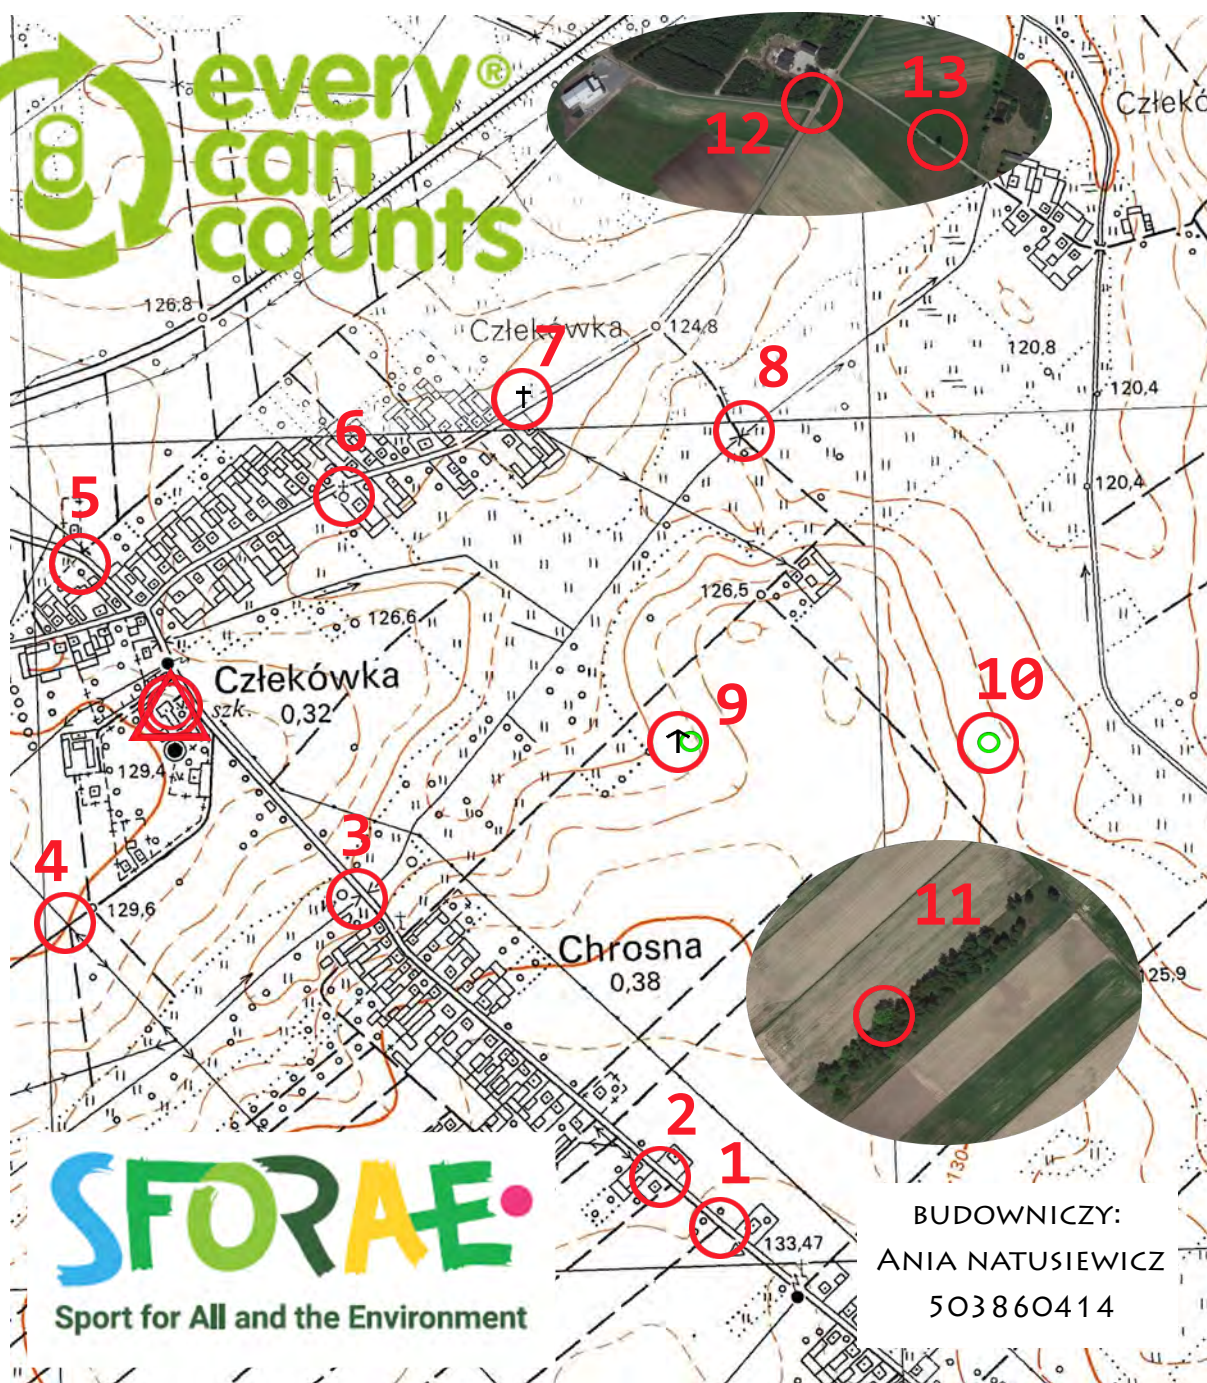 every®
can
counts
12
13
Człekó
126,8
Człekówka
124,8
7
8
120,8
120,4
6
5
120,4
126,5
126,6
Człekówka
0,32
szk.
9
10
129,4
3
4
129,6
11
Chrosna
0,38
125,9
2
1
130
133,47
SFORAE
Sport for All and the Environment
BUDOWNICZY:
ANIA NATUSIEWICZ
503860414